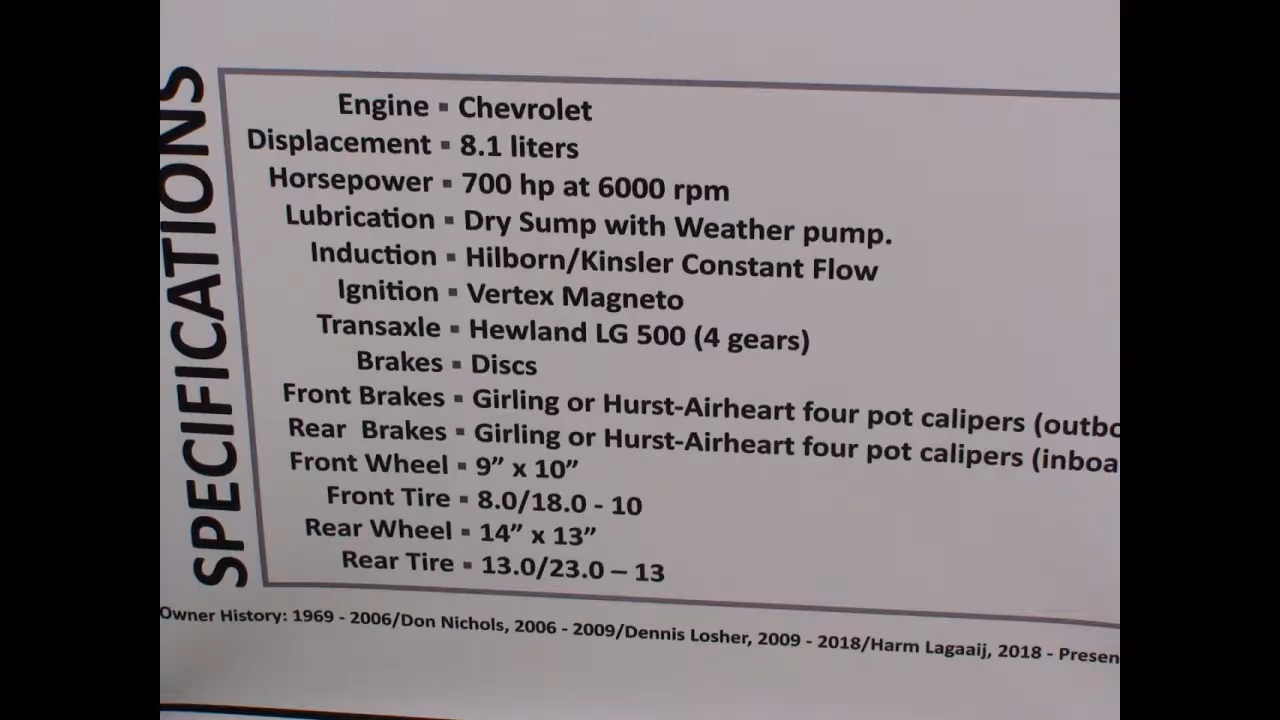 SPECIFICATIONS
Engine ▪ Chevrolet
Displacement ▪ 8.1 liters
Horsepower ▪ 700 hp at 6000 rpm
Lubrication ▪ Dry Sump with Weather pump.
Induction ▪ Hilborn/Kinsler Constant Flow
Ignition ▪ Vertex Magneto
Transaxle ▪ Hewland LG 500 (4 gears)
Brakes ▪ Discs
Front Brakes ▪ Girling or Hurst-Airheart four pot calipers (outbo
Rear Brakes ▪ Girling or Hurst-Airheart four pot calipers (inboa
Front Wheel ▪ 9” x 10”
Front Tire ▪ 8.0/18.0 - 10
Rear Wheel ▪ 14” x 13”
Rear Tire ▪ 13.0/23.0 – 13
Owner History: 1969 - 2006/Don Nichols, 2006 - 2009/Dennis Losher, 2009 - 2018/Harm Lagaaij, 2018 - Presen